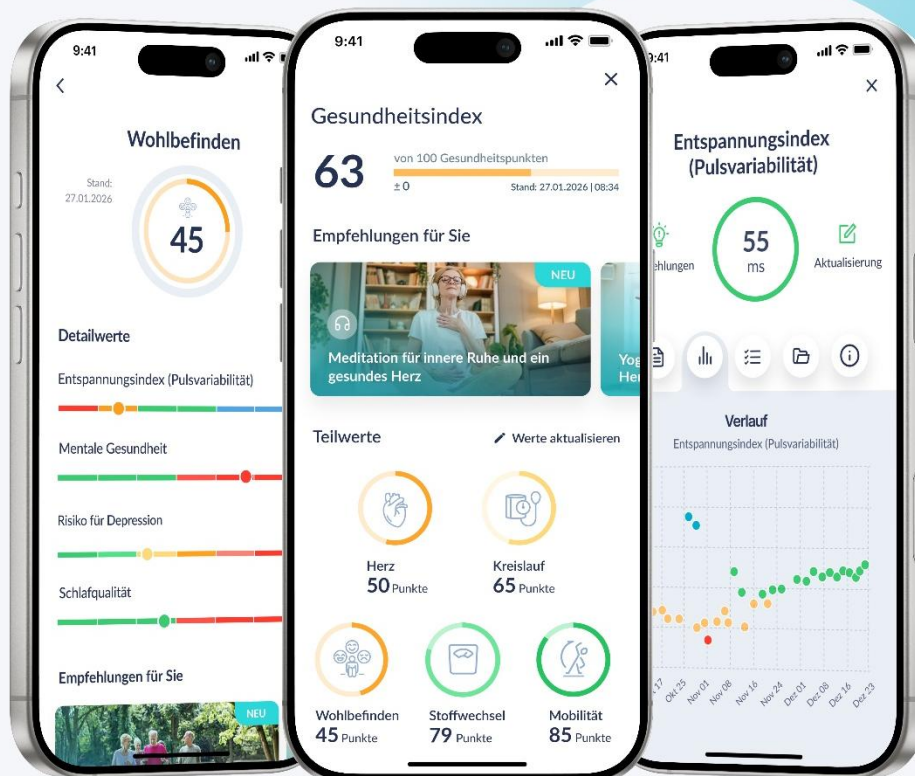 9:41
Wohlbefinden
Stand:
27.01.2026
45
Detailwerte
Entspannungsindex (Pulsvariabilität)
Mentale Gesundheit
Risiko für Depression
Schlafqualität
Empfehlungen für Sie
NEU
9:41
Gesundheitsindex
63
von 100 Gesundheitspunkten
± 0
Stand: 27.01.2026 | 08:34
Empfehlungen für Sie
NEU
Meditation für innere Ruhe und ein
gesundes Herz
Teilwerte
Werte aktualisieren
Herz
50 Punkte
Kreislauf
65 Punkte
Wohlbefinden
45 Punkte
Stoffwechsel
79 Punkte
Mobilität
85 Punkte
9:41
Entspannungsindex
(Pulsvariabilität)
55
ms
Aktualisierung
Verlauf
Entspannungsindex (Pulsvariabilität)
Okt 25
Nov 01
Nov 08
Nov 16
Nov 24
Dez 01
Dez 08
Dez 16
Dez 23